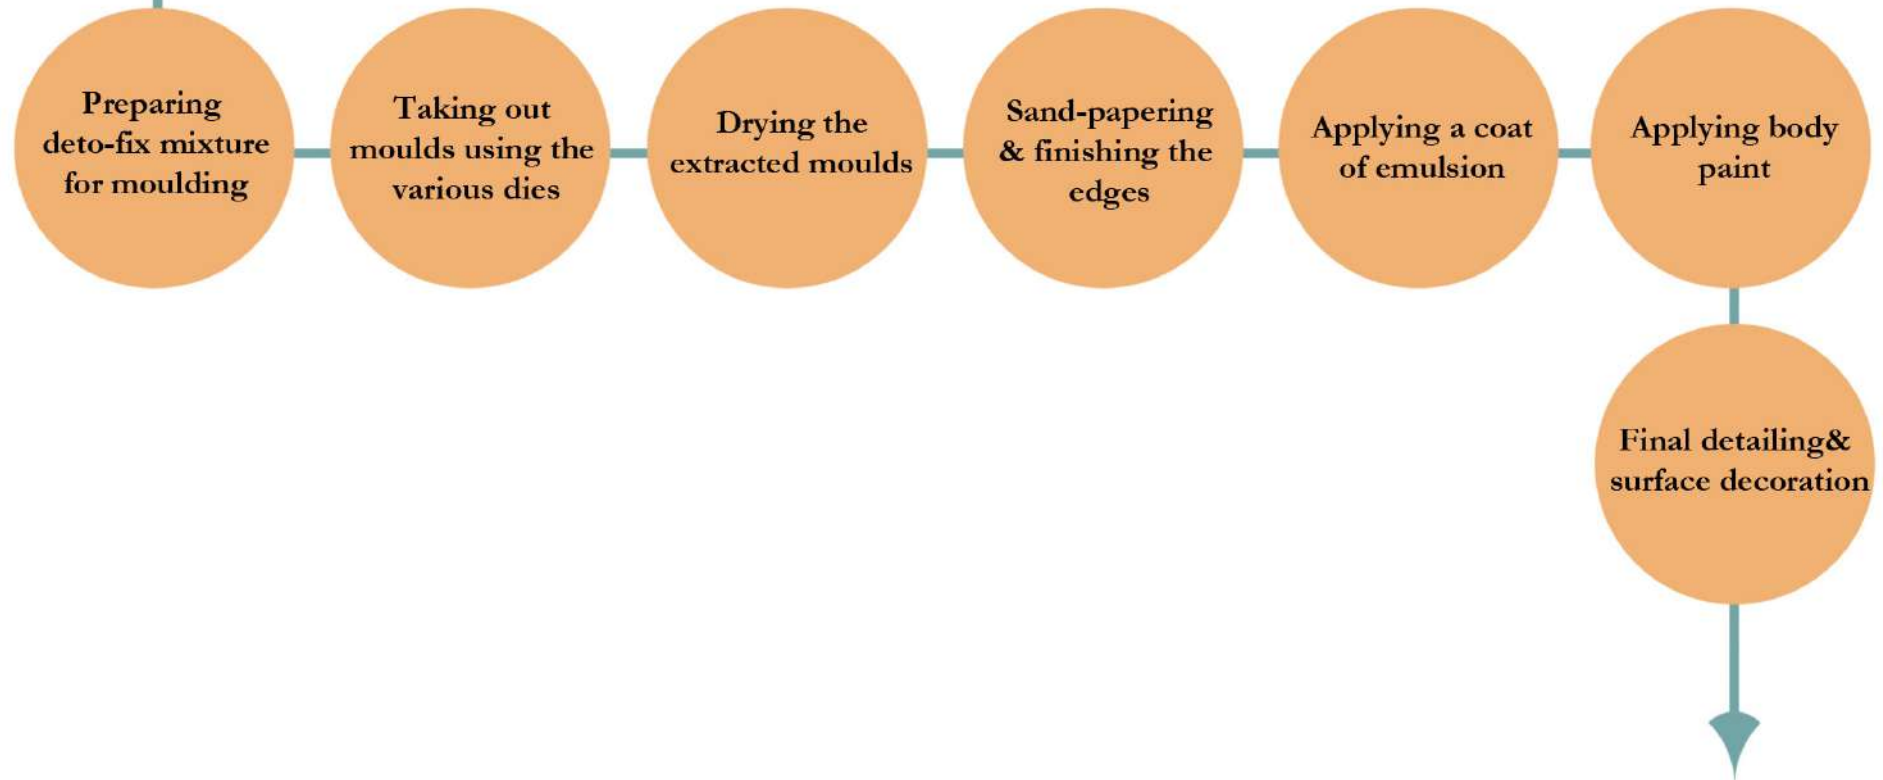 Preparing
deto-fix mixture
for moulding
Taking out
moulds using the
various dies
Drying the
extracted moulds
Sand-papering
& finishing the
edges
Applying a coat
of emulsion
Applying body
paint
Final detailing&
surface decoration